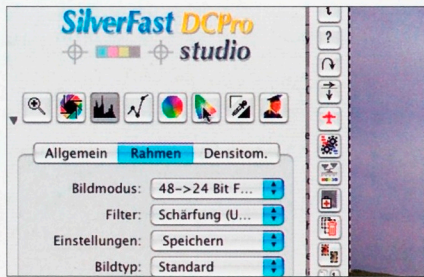 SilverFast DCPro
studio
Allgemein Rahmen Densitom.
Bildmodus: 48->24 Bit F...
Filter: Schärfung (U...
Einstellungen: Speichern
Bildtyp: Standard
?